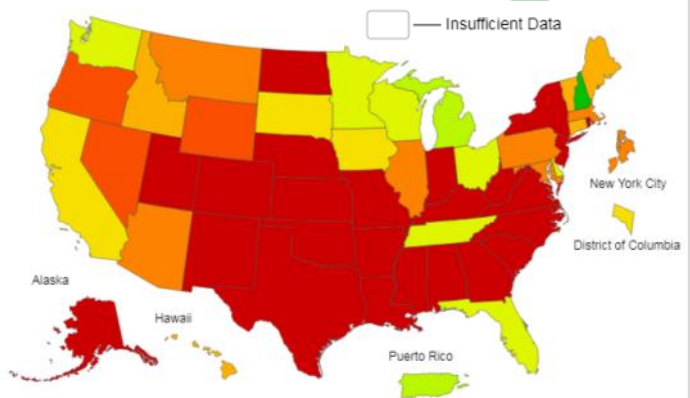 Insufficient Data
New York City
District of Columbia
Alaska
Hawaii
Puerto Rico